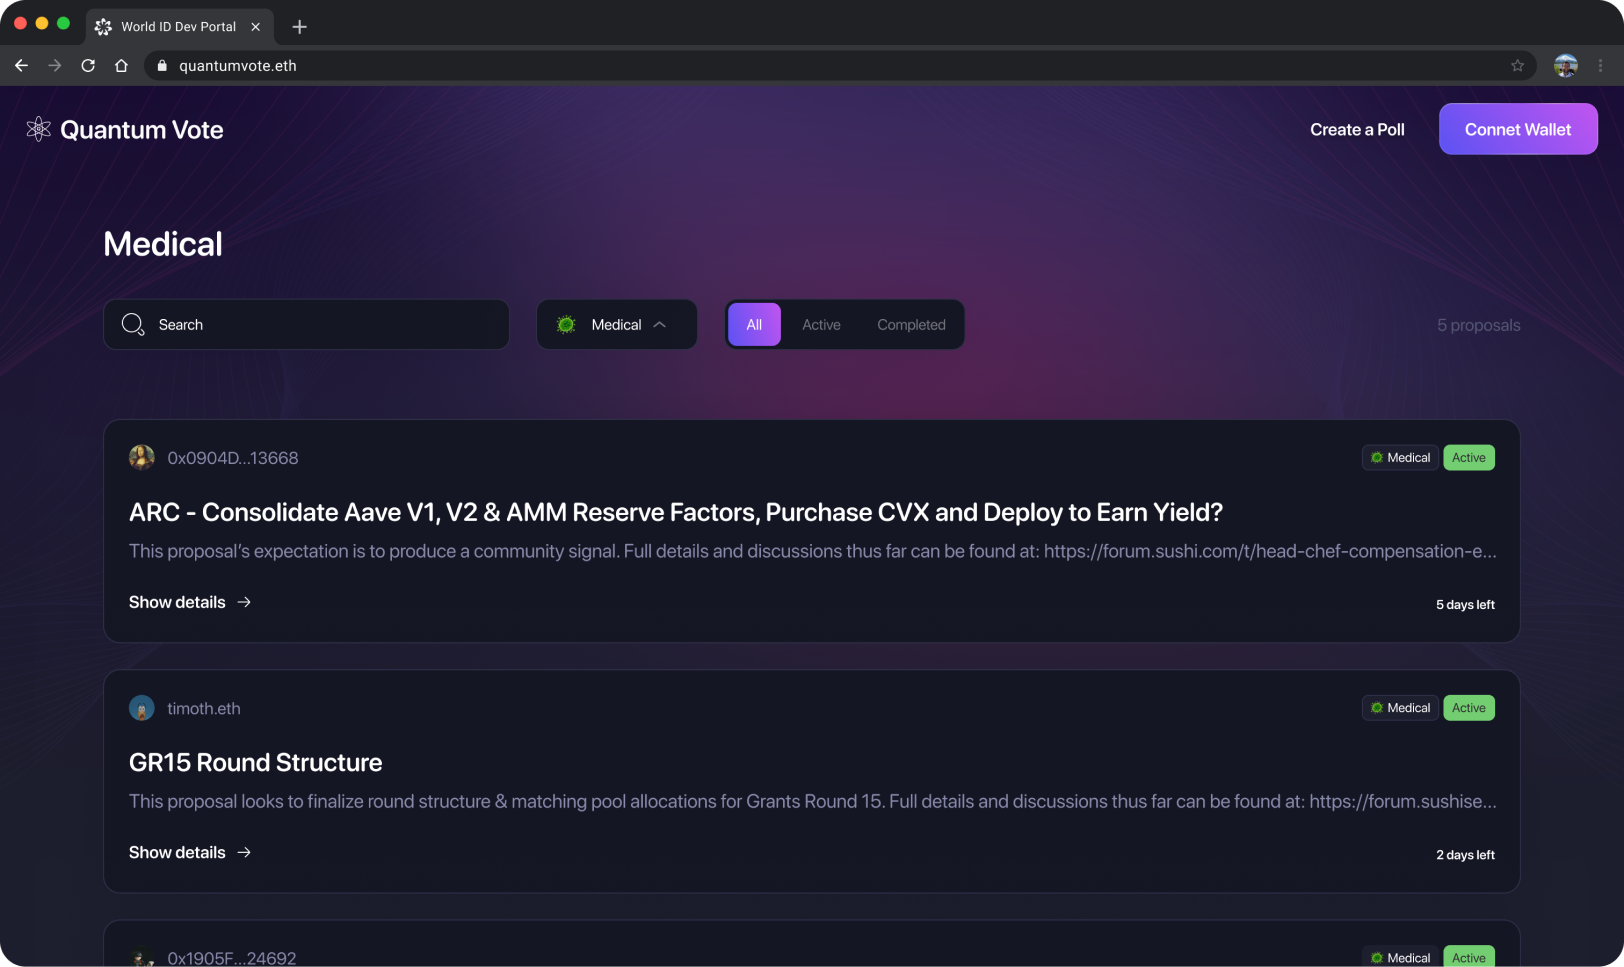 World ID Dev Portal
quantumvote.eth
Quantum Vote
Create a Poll
Connet Wallet
Medical
Search
Medical
All
Active
Completed
5 proposals
0x0904D...13668
Medical
Active
ARC - Consolidate Aave V1, V2 & AMM Reserve Factors, Purchase CVX and Deploy to Earn Yield?
This proposal's expectation is to produce a community signal. Full details and discussions thus far can be found at: https://forum.sushi.com/t/head-chef-compensation-e...
Show details
5 days left
timoth.eth
Medical
Active
GR15 Round Structure
This proposal looks to finalize round structure & matching pool allocations for Grants Round 15. Full details and discussions thus far can be found at: https://forum.sushise...
Show details
2 days left
0x1905F...24692
Medical
Active